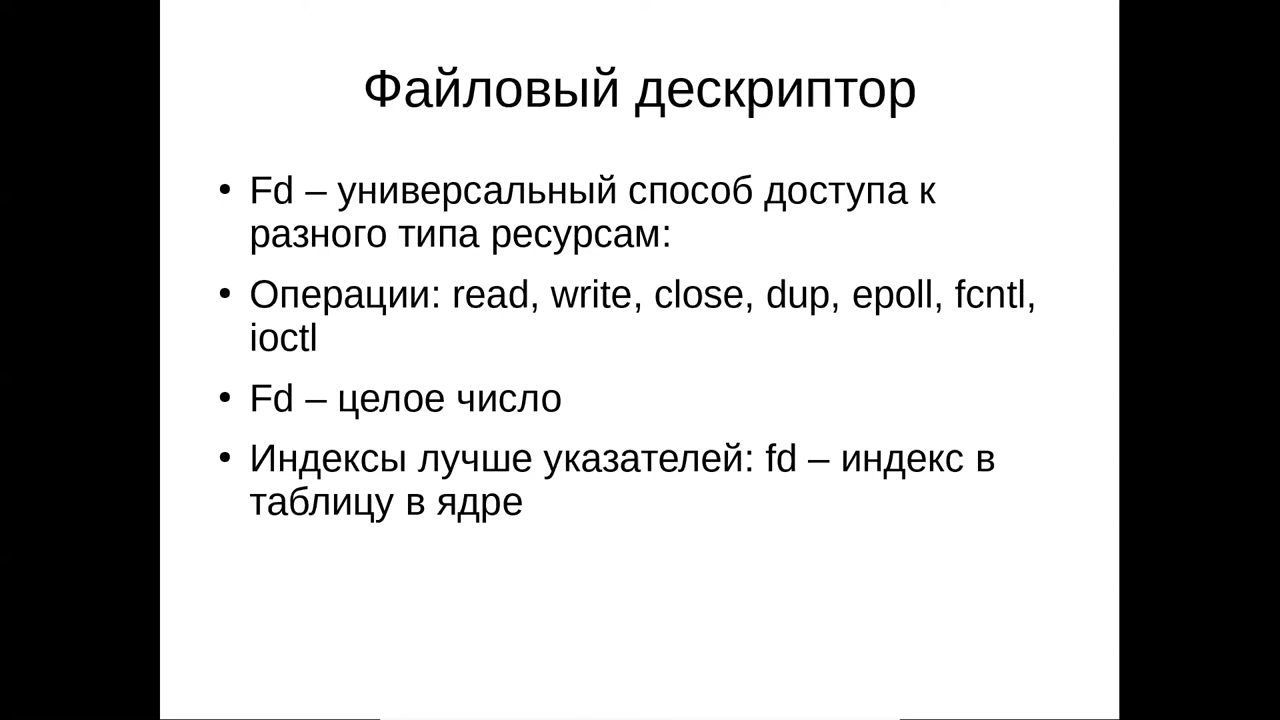 Файловый дескриптор
• Fd – универсальный способ доступа к
разного типа ресурсам:
• Операции: read, write, close, dup, epoll, fcntl,
ioctl
• Fd – целое число
• Индексы лучше указателей: fd – индекс в
таблицу в ядре